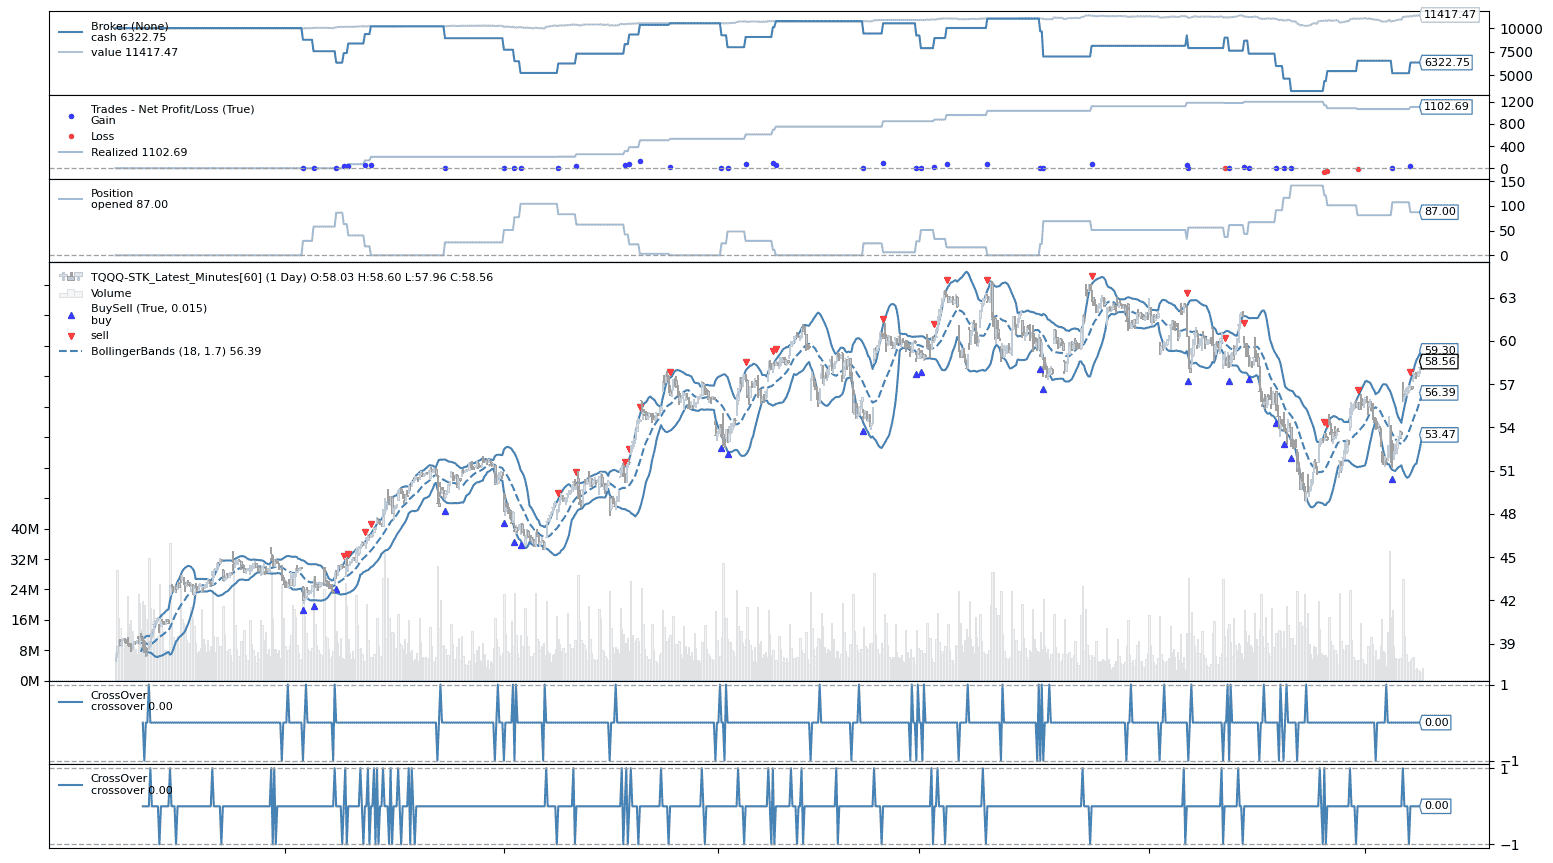 Broker (None)
cash 6322.75
value 11417.47
11417.47
10000
7500
6322.75
5000
Trades - Net Profit/Loss (True)
Gain
Loss
Realized 1102.69
1200
1102.69
800
400
0
Position
opened 87.00
150
100
87.00
50
0
TQQQ-STK_Latest_Minutes[60] (1 Day) O:58.03 H:58.60 L:57.96 C:58.56
Volume
BuySell (True, 0.015)
buy
sell
BollingerBands (18, 1.7) 56.39
63
60
59.30
58.56
57
56.39
54
53.47
51
48
45
42
39
40M
32M
24M
16M
8M
0M
CrossOver
crossover 0.00
1
0.00
−1
CrossOver
crossover 0.00
1
0.00
−1